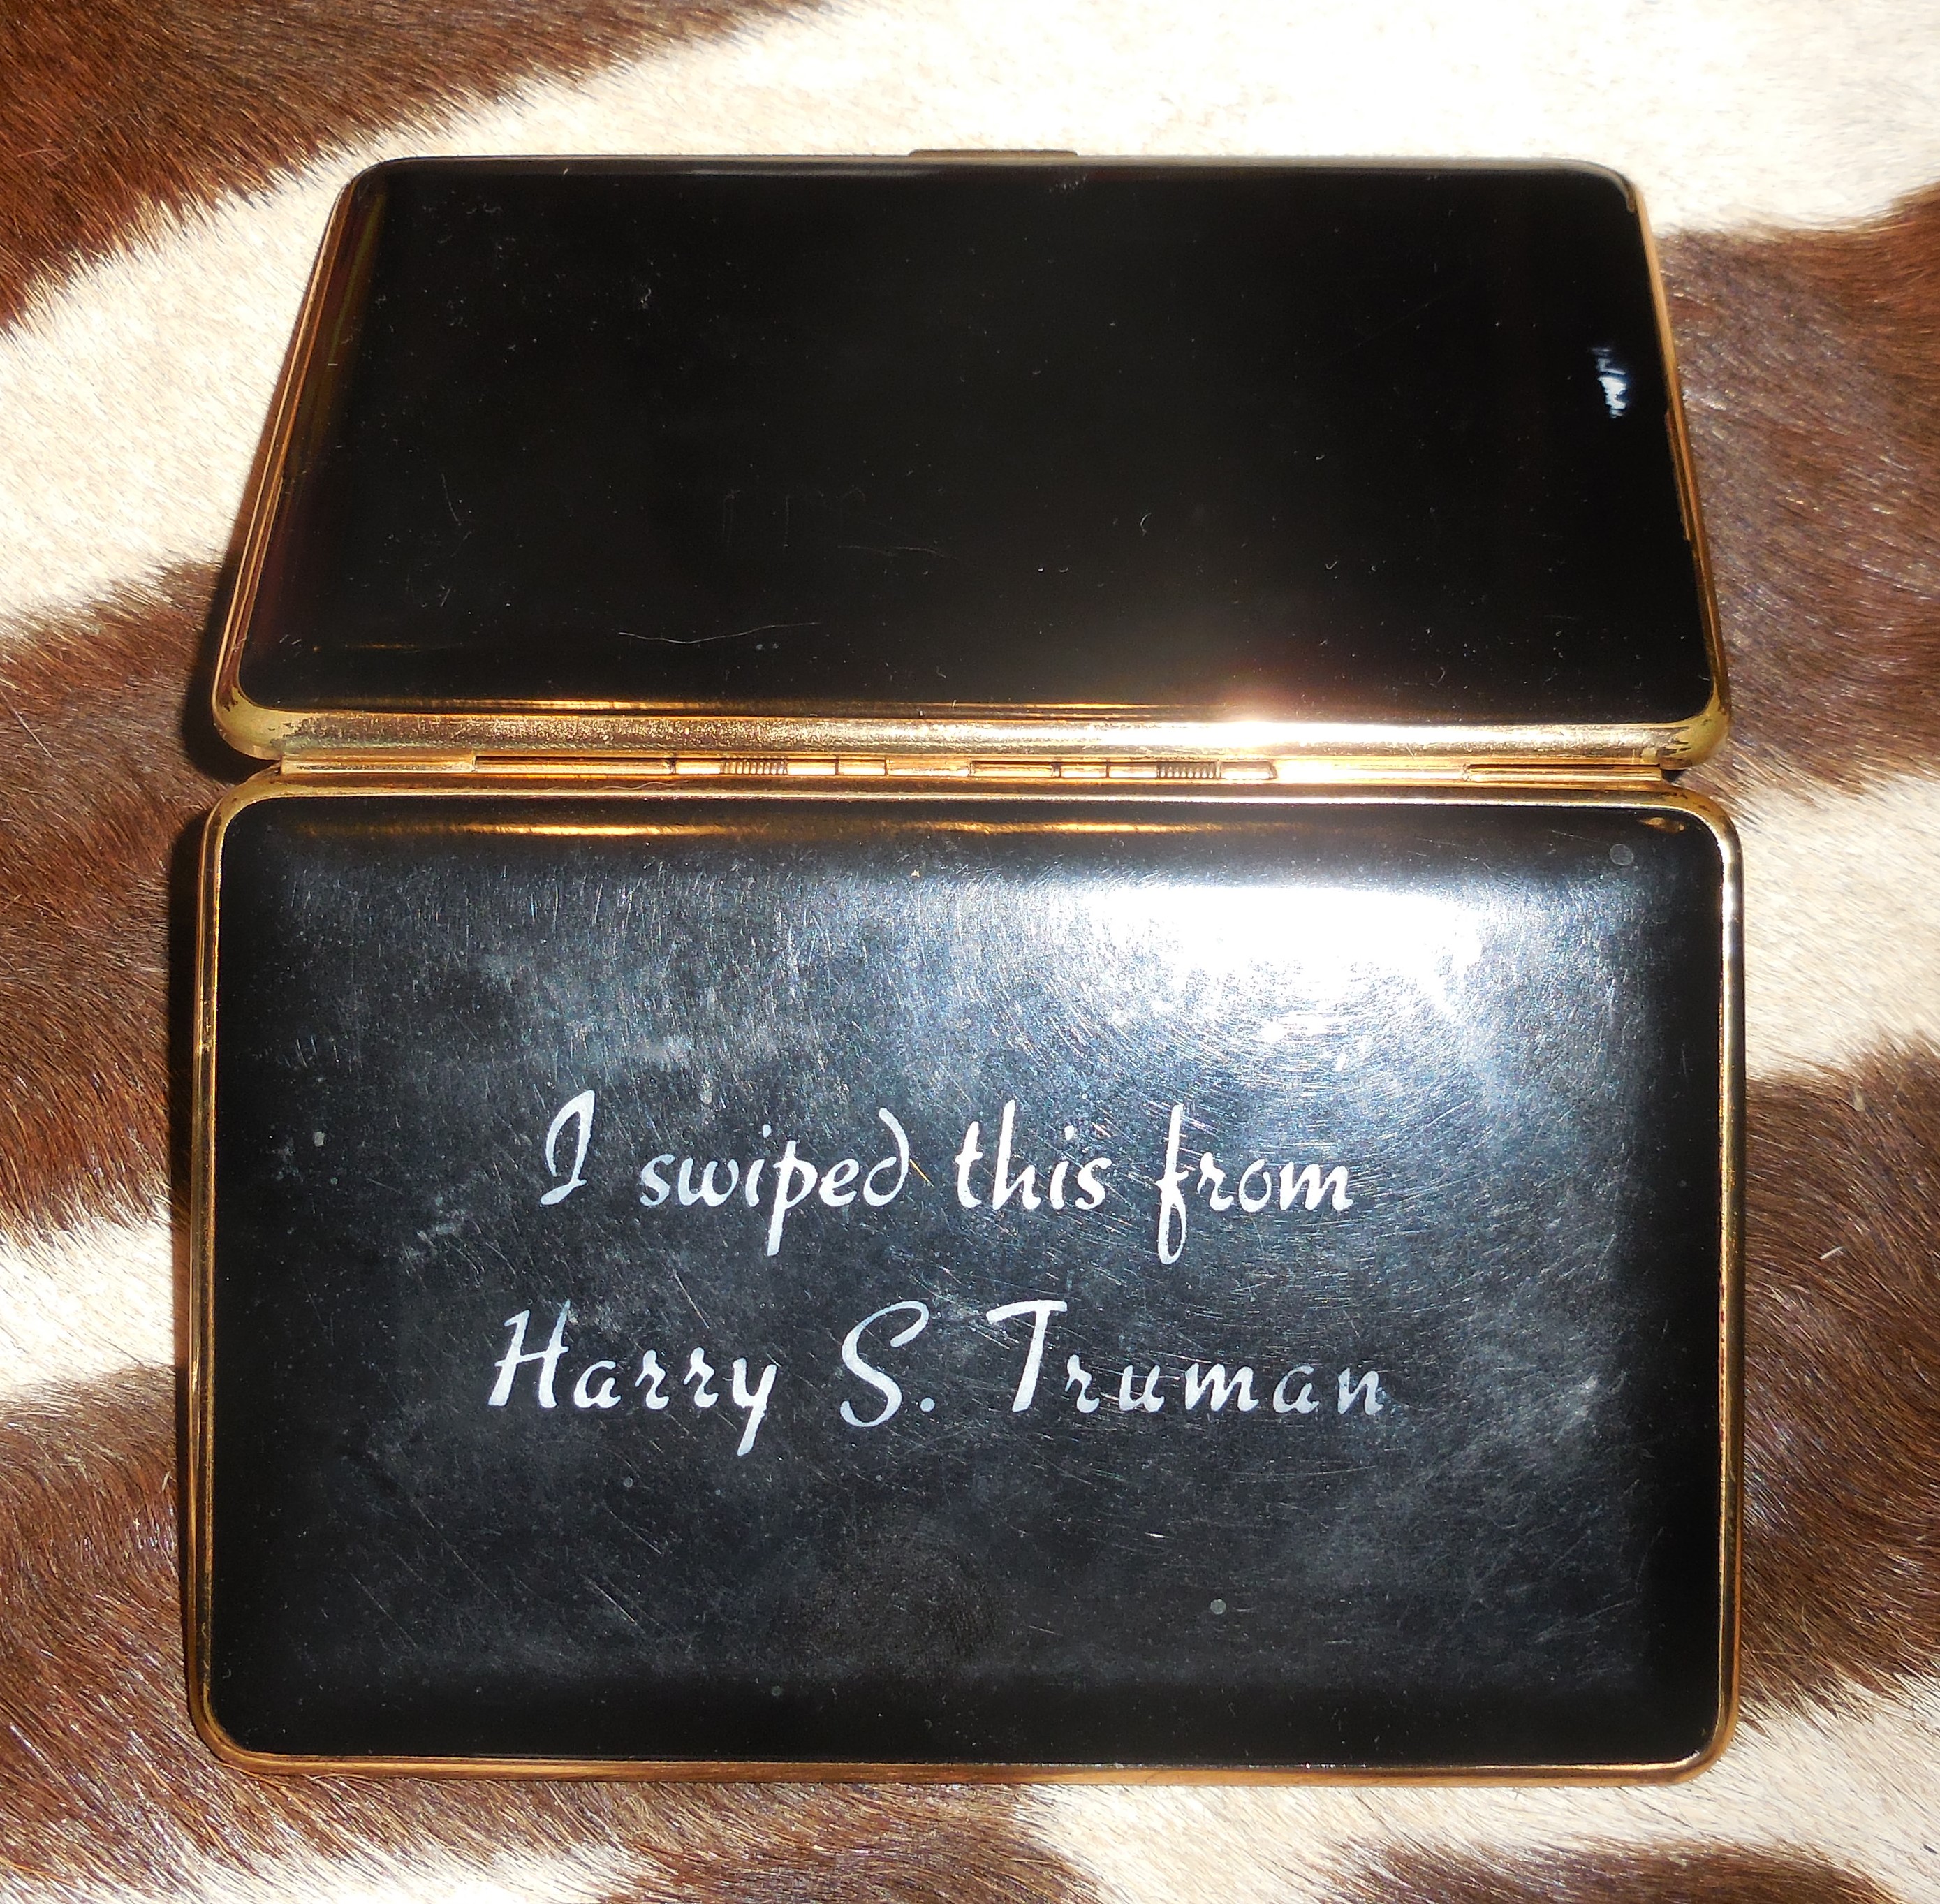 I swiped this from
Harry S. Truman